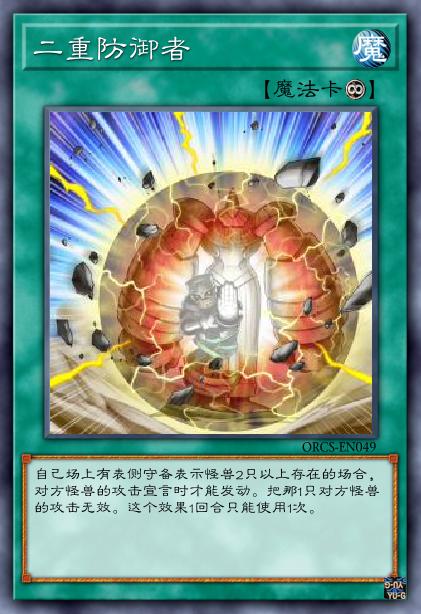 二重防御者
魔
【魔法卡♾】
ORCS-EN049
自己场上有表侧守备表示怪兽2只以上存在的场合，
对方怪兽的攻击宣言时才能发动。把那1只对方怪兽
的攻击无效。这个效果1回合只能使用1次。